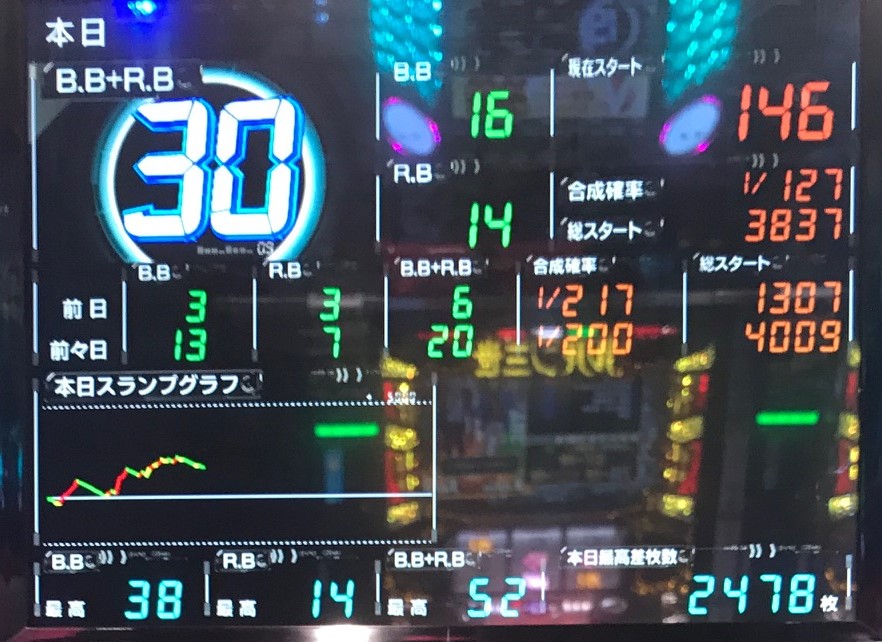 本日
B.B+R.B
30
B.B 16
現在スタート 146
R.B 14
合成確率 1/127
総スタート 3837
B.B R.B B.B+R.B 合成確率 総スタート
前日 3 3 6 1/217 1307
前々日 13 7 20 1/200 4009
本日スランプグラフ
B.B R.B B.B+R.B 本日最高差枚数
最高 38 最高 14 最高 52 2478枚